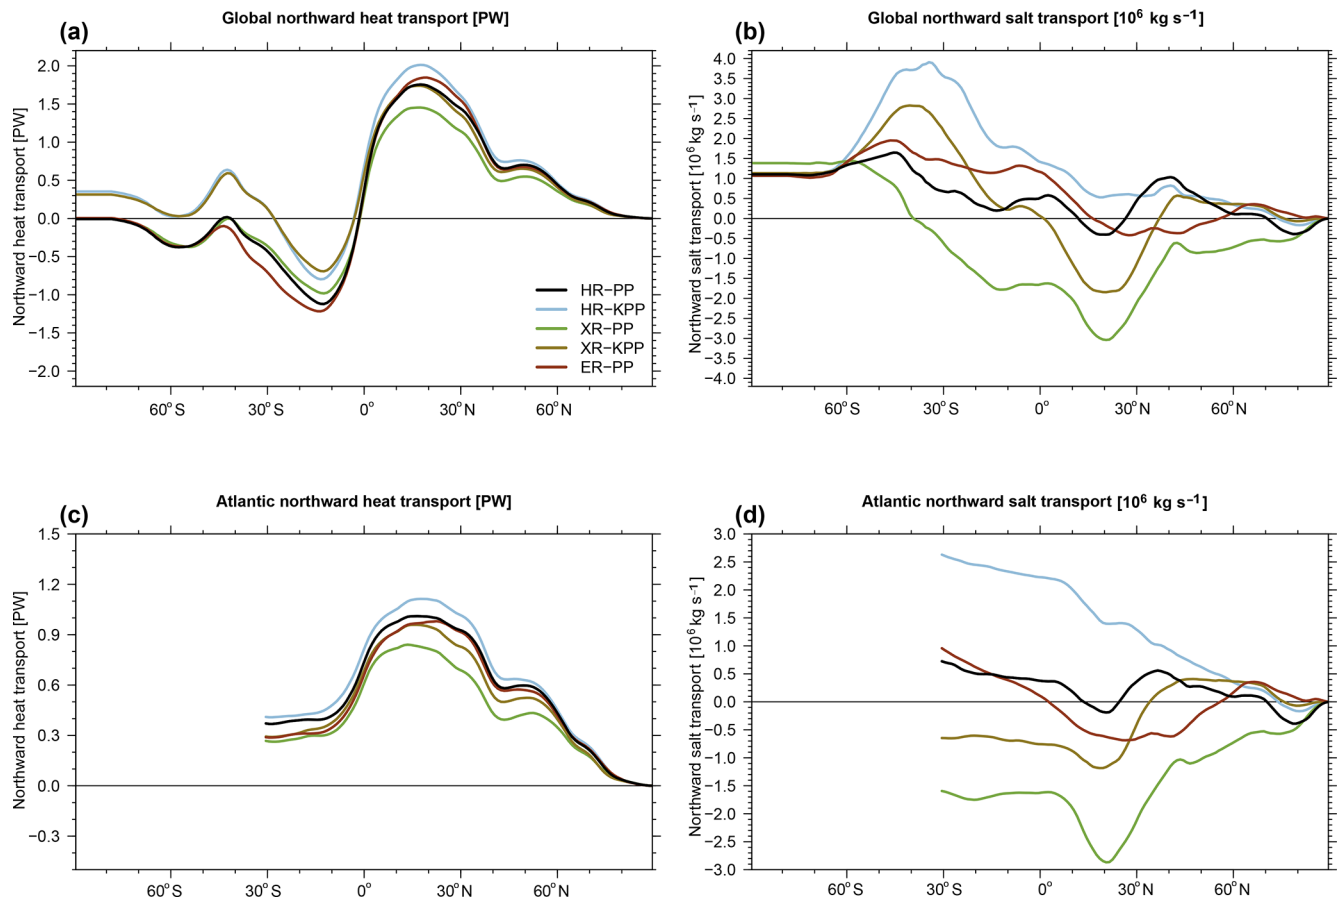 Global northward heat transport [PW]
(a)
Northward heat transport [PW]
2.0
1.5
1.0
0.5
0.0
−0.5
−1.0
−1.5
−2.0
HR−PP
HR−KPP
XR−PP
XR−KPP
ER−PP
60°S
30°S
0°
30°N
60°N
Global northward salt transport [10⁶ kg s⁻¹]
(b)
Northward salt transport [10⁶ kg s⁻¹]
4.0
3.5
3.0
2.5
2.0
1.5
1.0
0.5
0.0
−0.5
−1.0
−1.5
−2.0
−2.5
−3.0
−3.5
−4.0
60°S
30°S
0°
30°N
60°N
Atlantic northward heat transport [PW]
(c)
Northward heat transport [PW]
1.5
1.2
0.9
0.6
0.3
0.0
−0.3
60°S
30°S
0°
30°N
60°N
Atlantic northward salt transport [10⁶ kg s⁻¹]
(d)
Northward salt transport [10⁶ kg s⁻¹]
3.0
2.5
2.0
1.5
1.0
0.5
0.0
−0.5
−1.0
−1.5
−2.0
−2.5
−3.0
60°S
30°S
0°
30°N
60°N